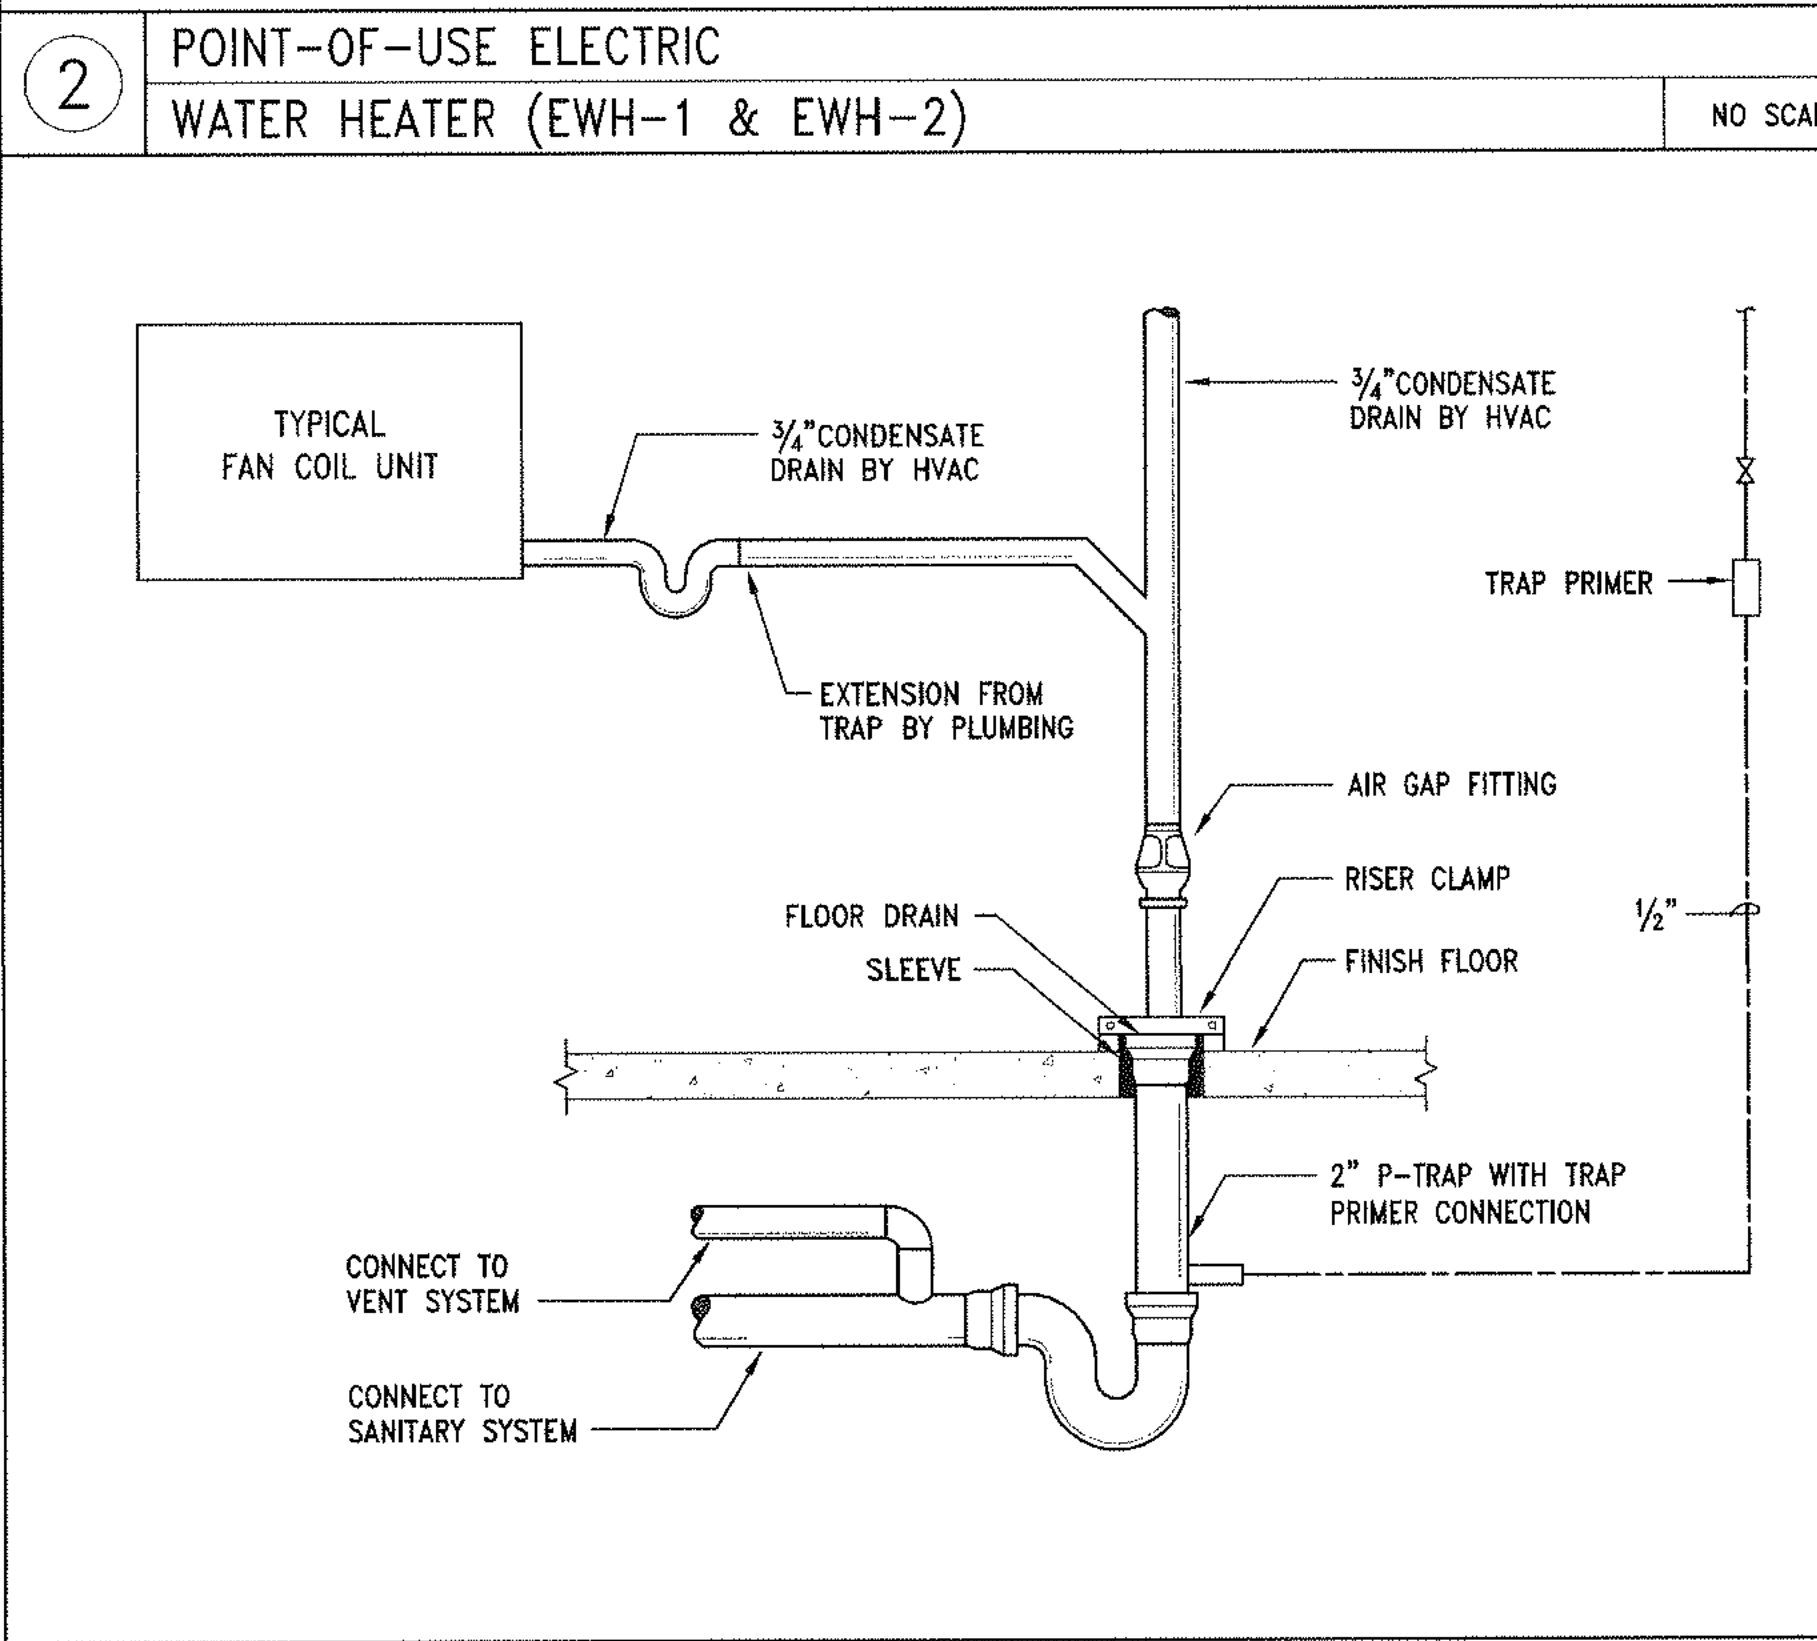 2
POINT-OF-USE ELECTRIC
WATER HEATER (EWH-1 & EWH-2)
NO SCAL
TYPICAL
FAN COIL UNIT
3/4"CONDENSATE
DRAIN BY HVAC
3/4"CONDENSATE
DRAIN BY HVAC
TRAP PRIMER
EXTENSION FROM
TRAP BY PLUMBING
AIR GAP FITTING
RISER CLAMP
FLOOR DRAIN
1/2"
SLEEVE
FINISH FLOOR
2" P-TRAP WITH TRAP
PRIMER CONNECTION
CONNECT TO
VENT SYSTEM
CONNECT TO
SANITARY SYSTEM